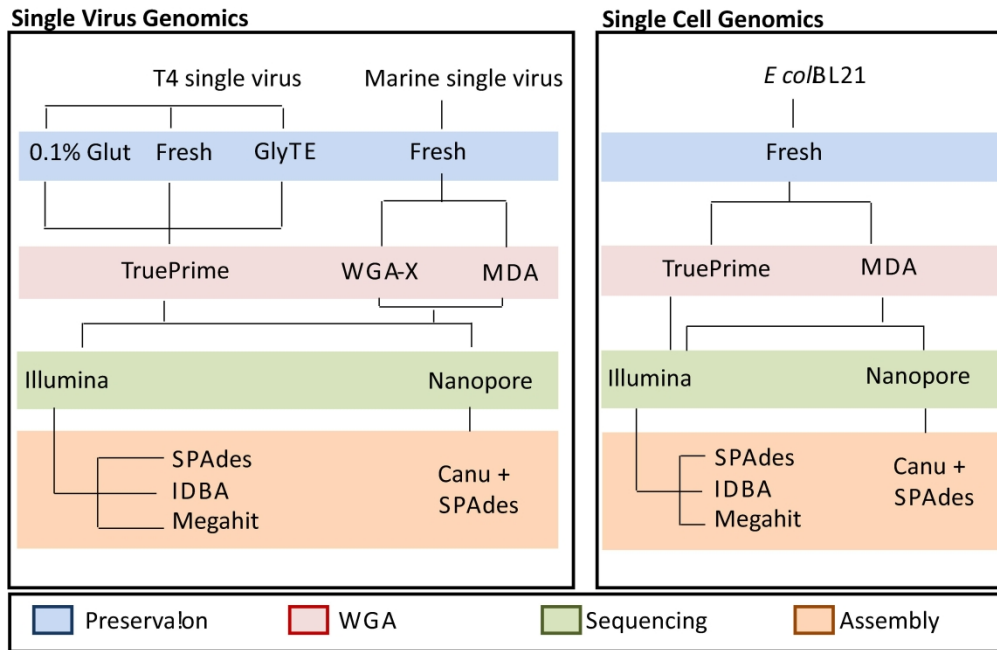 Single Virus Genomics
T4 single virus Marine single virus
0.1% Glut Fresh GlyTE Fresh
TruePrime WGA-X MDA
Illumina Nanopore
SPAdes
IDBA
Megahit
Canu +
SPAdes
Single Cell Genomics
E colBL21
Fresh
TruePrime MDA
Illumina Nanopore
SPAdes
IDBA
Megahit
Canu +
SPAdes
Preserva!on WGA Sequencing Assembly